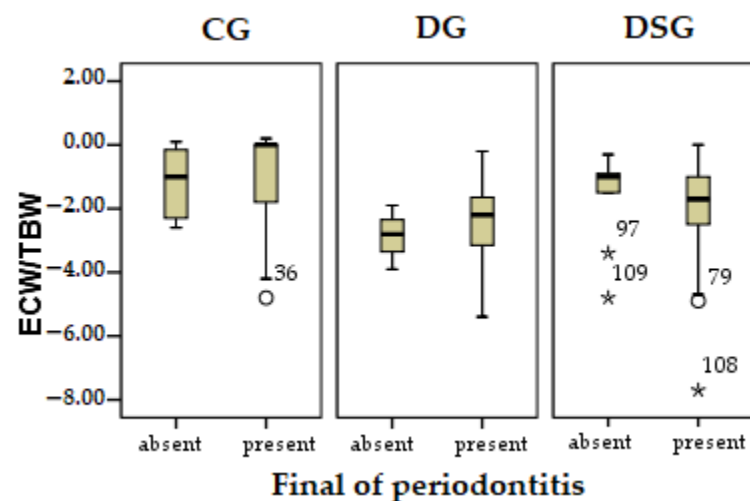 CG DG DSG
2.00
0.00
−2.00
−4.00
−6.00
−8.00
ECW/TBW
36
97
109
79
108
absent present absent present absent present
Final of periodontitis